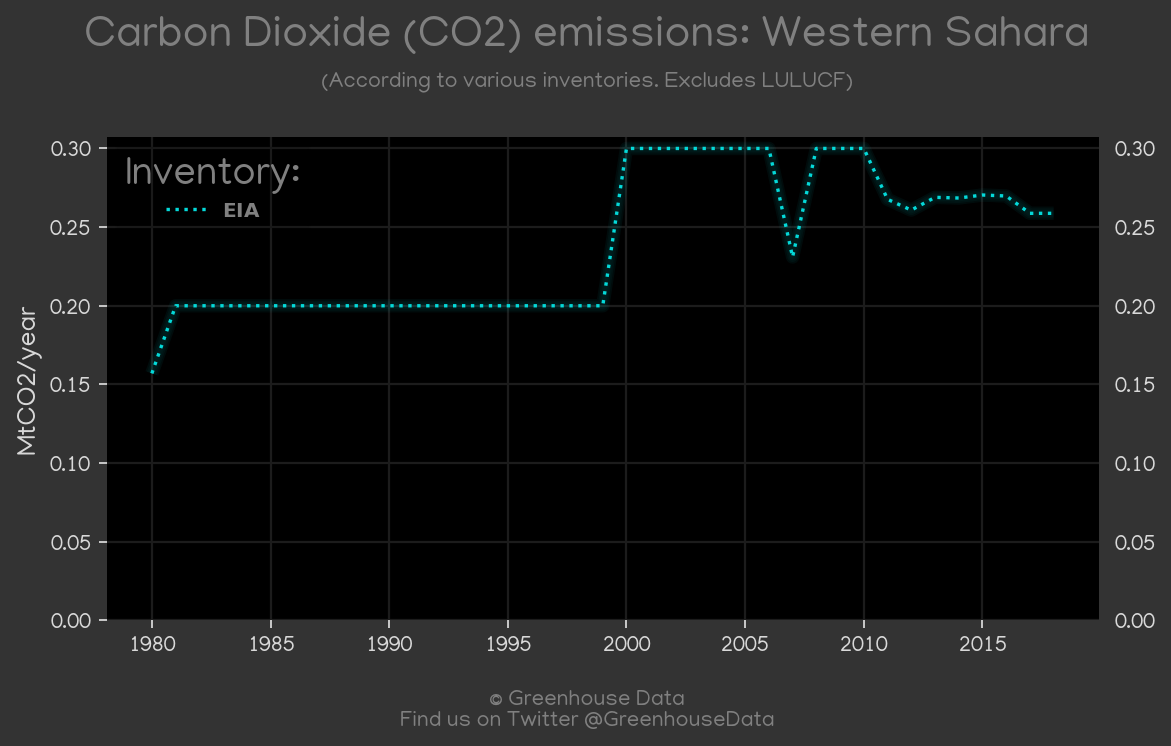 Carbon Dioxide (CO2) emissions: Western Sahara
(According to various inventories. Excludes LULUCF)
Inventory:
EIA
MtCO2/year
0.30
0.25
0.20
0.15
0.10
0.05
0.00
0.30
0.25
0.20
0.15
0.10
0.05
0.00
1980 1985 1990 1995 2000 2005 2010 2015
© Greenhouse Data
Find us on Twitter @GreenhouseData